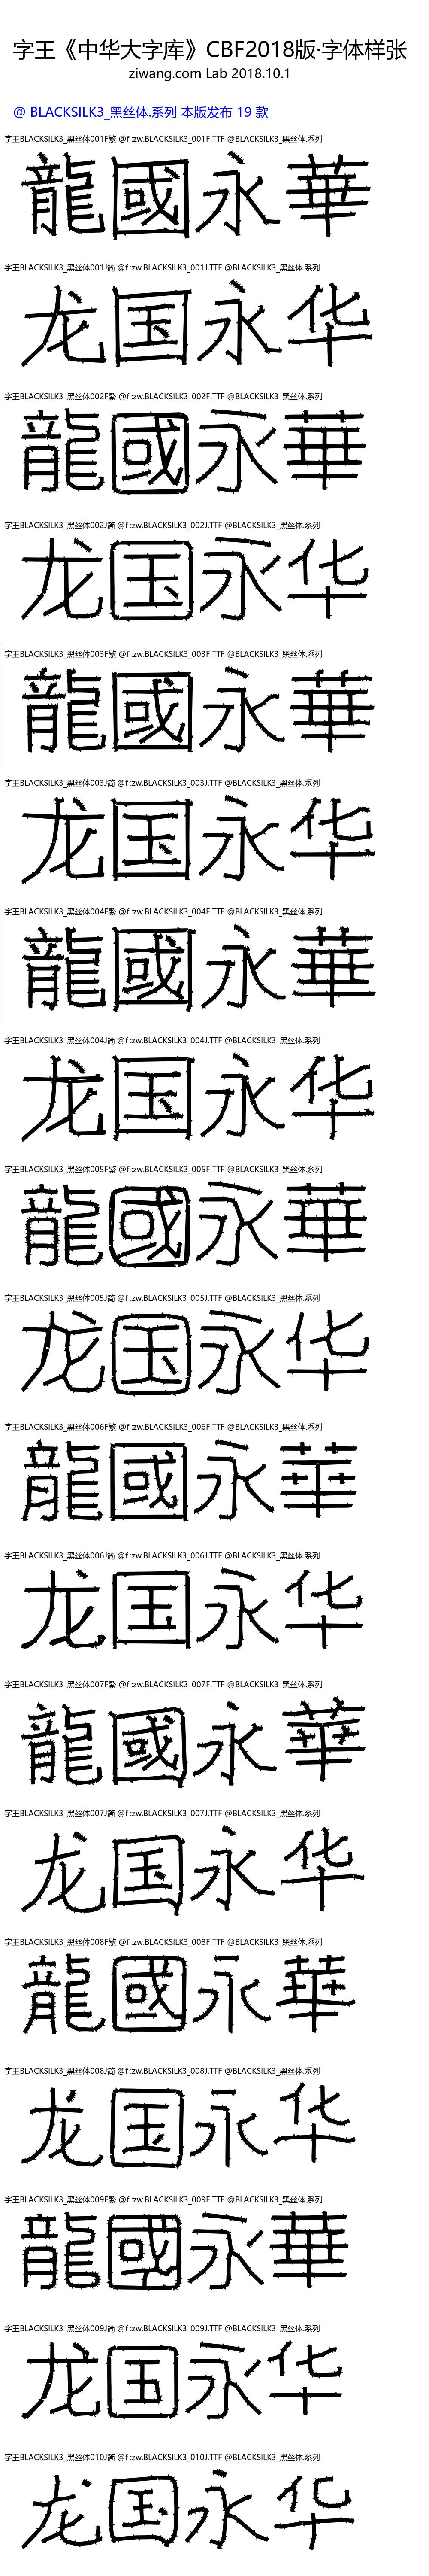 字王《中华大字库》CBF2018版·字体样张
ziwang.com Lab 2018.10.1
@ BLACKSILK3_黑丝体.系列 本版发布 19 款
字王BLACKSILK3_黑丝体001F繁 @f :zw.BLACKSILK3_001F.TTF @BLACKSILK3_黑丝体.系列
龍國永華
字王BLACKSILK3_黑丝体001J简 @f :zw.BLACKSILK3_001J.TTF @BLACKSILK3_黑丝体.系列
龙国永华
字王BLACKSILK3_黑丝体002F繁 @f :zw.BLACKSILK3_002F.TTF @BLACKSILK3_黑丝体.系列
龍國永華
字王BLACKSILK3_黑丝体002J简 @f :zw.BLACKSILK3_002J.TTF @BLACKSILK3_黑丝体.系列
龙国永华
字王BLACKSILK3_黑丝体003F繁 @f :zw.BLACKSILK3_003F.TTF @BLACKSILK3_黑丝体.系列
龍國永華
字王BLACKSILK3_黑丝体003J简 @f :zw.BLACKSILK3_003J.TTF @BLACKSILK3_黑丝体.系列
龙国永华
字王BLACKSILK3_黑丝体004F繁 @f :zw.BLACKSILK3_004F.TTF @BLACKSILK3_黑丝体.系列
龍國永華
字王BLACKSILK3_黑丝体004J简 @f :zw.BLACKSILK3_004J.TTF @BLACKSILK3_黑丝体.系列
龙国永华
字王BLACKSILK3_黑丝体005F繁 @f :zw.BLACKSILK3_005F.TTF @BLACKSILK3_黑丝体.系列
龍國永華
字王BLACKSILK3_黑丝体005J简 @f :zw.BLACKSILK3_005J.TTF @BLACKSILK3_黑丝体.系列
龙国永华
字王BLACKSILK3_黑丝体006F繁 @f :zw.BLACKSILK3_006F.TTF @BLACKSILK3_黑丝体.系列
龍國永華
字王BLACKSILK3_黑丝体006J简 @f :zw.BLACKSILK3_006J.TTF @BLACKSILK3_黑丝体.系列
龙国永华
字王BLACKSILK3_黑丝体007F繁 @f :zw.BLACKSILK3_007F.TTF @BLACKSILK3_黑丝体.系列
龍國永華
字王BLACKSILK3_黑丝体007J简 @f :zw.BLACKSILK3_007J.TTF @BLACKSILK3_黑丝体.系列
龙国永华
字王BLACKSILK3_黑丝体008F繁 @f :zw.BLACKSILK3_008F.TTF @BLACKSILK3_黑丝体.系列
龍國永華
字王BLACKSILK3_黑丝体008J简 @f :zw.BLACKSILK3_008J.TTF @BLACKSILK3_黑丝体.系列
龙国永华
字王BLACKSILK3_黑丝体009F繁 @f :zw.BLACKSILK3_009F.TTF @BLACKSILK3_黑丝体.系列
龍國永華
字王BLACKSILK3_黑丝体009J简 @f :zw.BLACKSILK3_009J.TTF @BLACKSILK3_黑丝体.系列
龙国永华
字王BLACKSILK3_黑丝体010J简 @f :zw.BLACKSILK3_010J.TTF @BLACKSILK3_黑丝体.系列
龙国永华